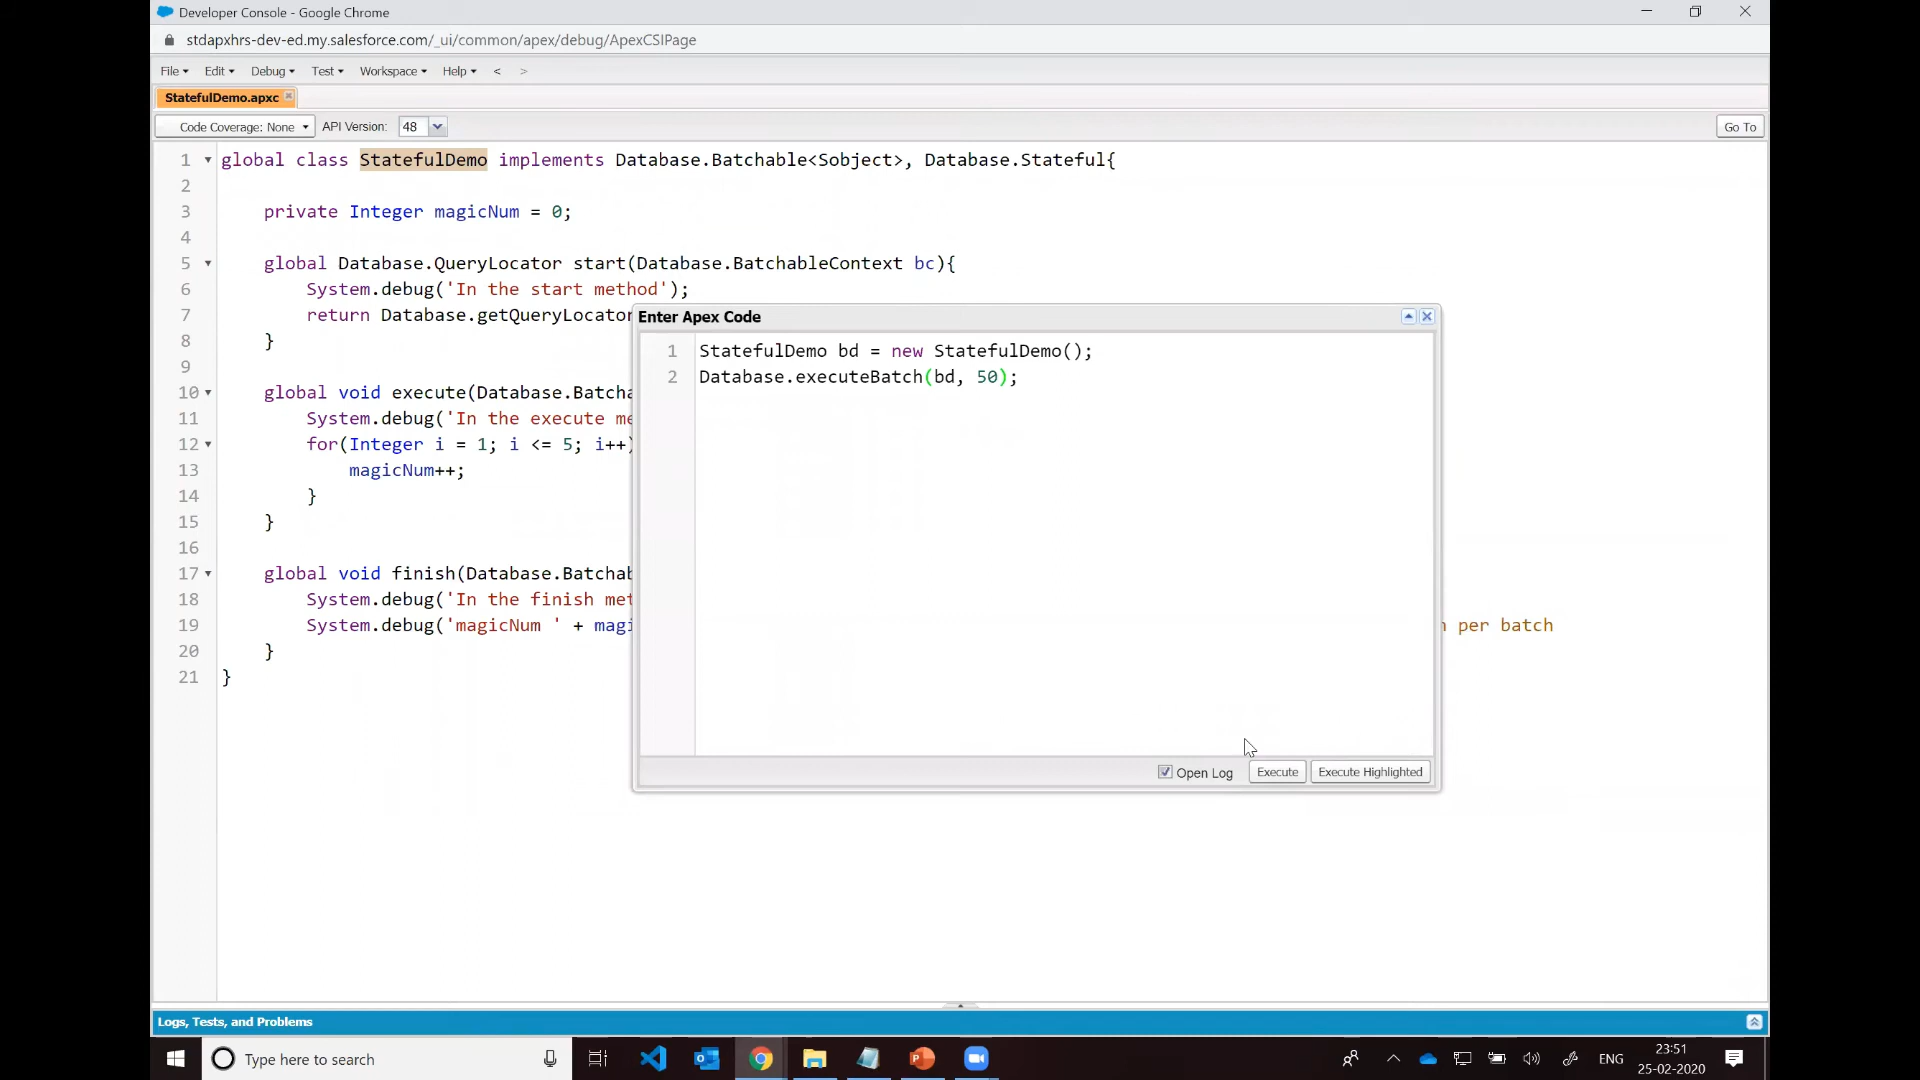 Developer Console - Google Chrome
stdapxhrs-dev-ed.my.salesforce.com/_ui/common/apex/debug/ApexCSIPage
File Edit Debug Test Workspace Help < >
StatefulDemo.apxc
Code Coverage: None API Version: 48 Go To
1 global class StatefulDemo implements Database.Batchable<Sobject>, Database.Stateful{
2
3 private Integer magicNum = 0;
4
5 global Database.QueryLocator start(Database.BatchableContext bc){
6 System.debug('In the start method');
7 return Database.getQueryLocator
8 }
9
10 global void execute(Database.Batcha
11 System.debug('In the execute me
12 for(Integer i = 1; i <= 5; i++)
13 magicNum++;
14 }
15 }
16
17 global void finish(Database.Batchab
18 System.debug('In the finish met
19 System.debug('magicNum ' + magi
per batch
20 }
21 }
Enter Apex Code
1 StatefulDemo bd = new StatefulDemo();
2 Database.executeBatch(bd, 50);
Open Log Execute Execute Highlighted
Logs, Tests, and Problems
Type here to search
ENG
23:51
25-02-2020